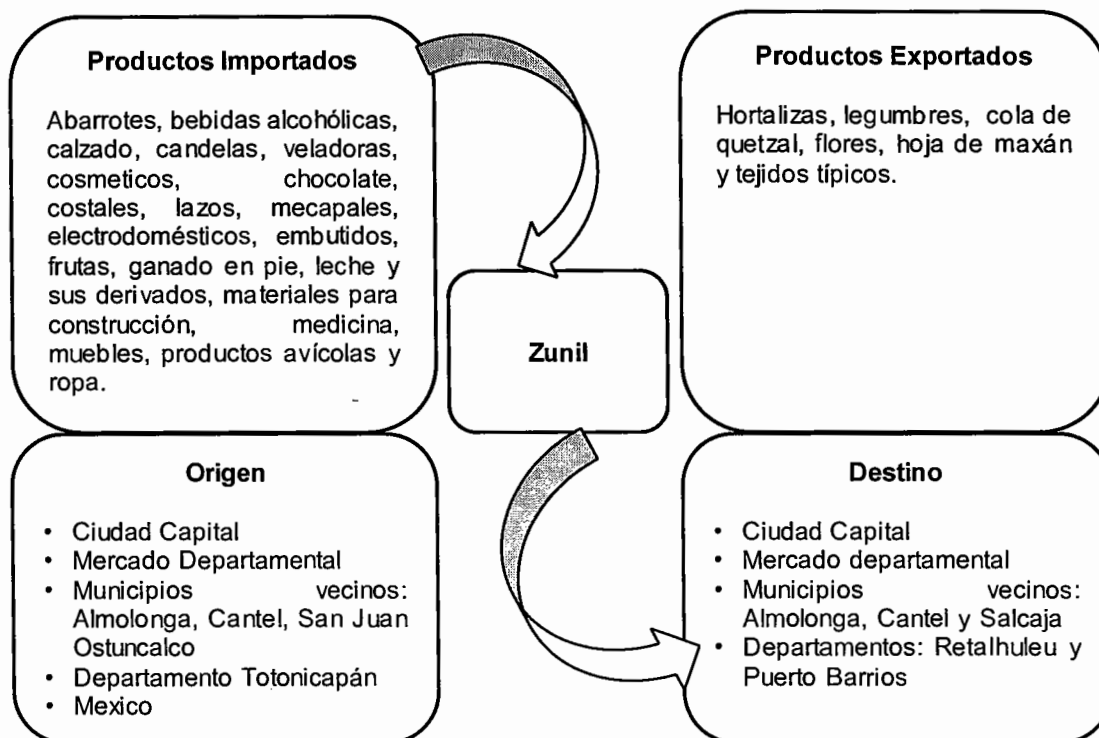 Productos Importados
Abarrotes, bebidas alcohólicas,
calzado, candelas, veladoras,
cosmeticos, chocolate,
costales, lazos, mecapales,
electrodomésticos, embutidos,
frutas, ganado en pie, leche y
sus derivados, materiales para
construcción, medicina,
muebles, productos avícolas y
ropa.
Productos Exportados
Hortalizas, legumbres, cola de
quetzal, flores, hoja de maxán
y tejidos típicos.
Zunil
Origen
• Ciudad Capital
• Mercado Departamental
• Municipios vecinos:
Almolonga, Cantel, San Juan
Ostuncalco
• Departamento Totonicapán
• Mexico
Destino
• Ciudad Capital
• Mercado departamental
• Municipios vecinos:
Almolonga, Cantel y Salcaja
• Departamentos: Retalhuleu y
Puerto Barrios